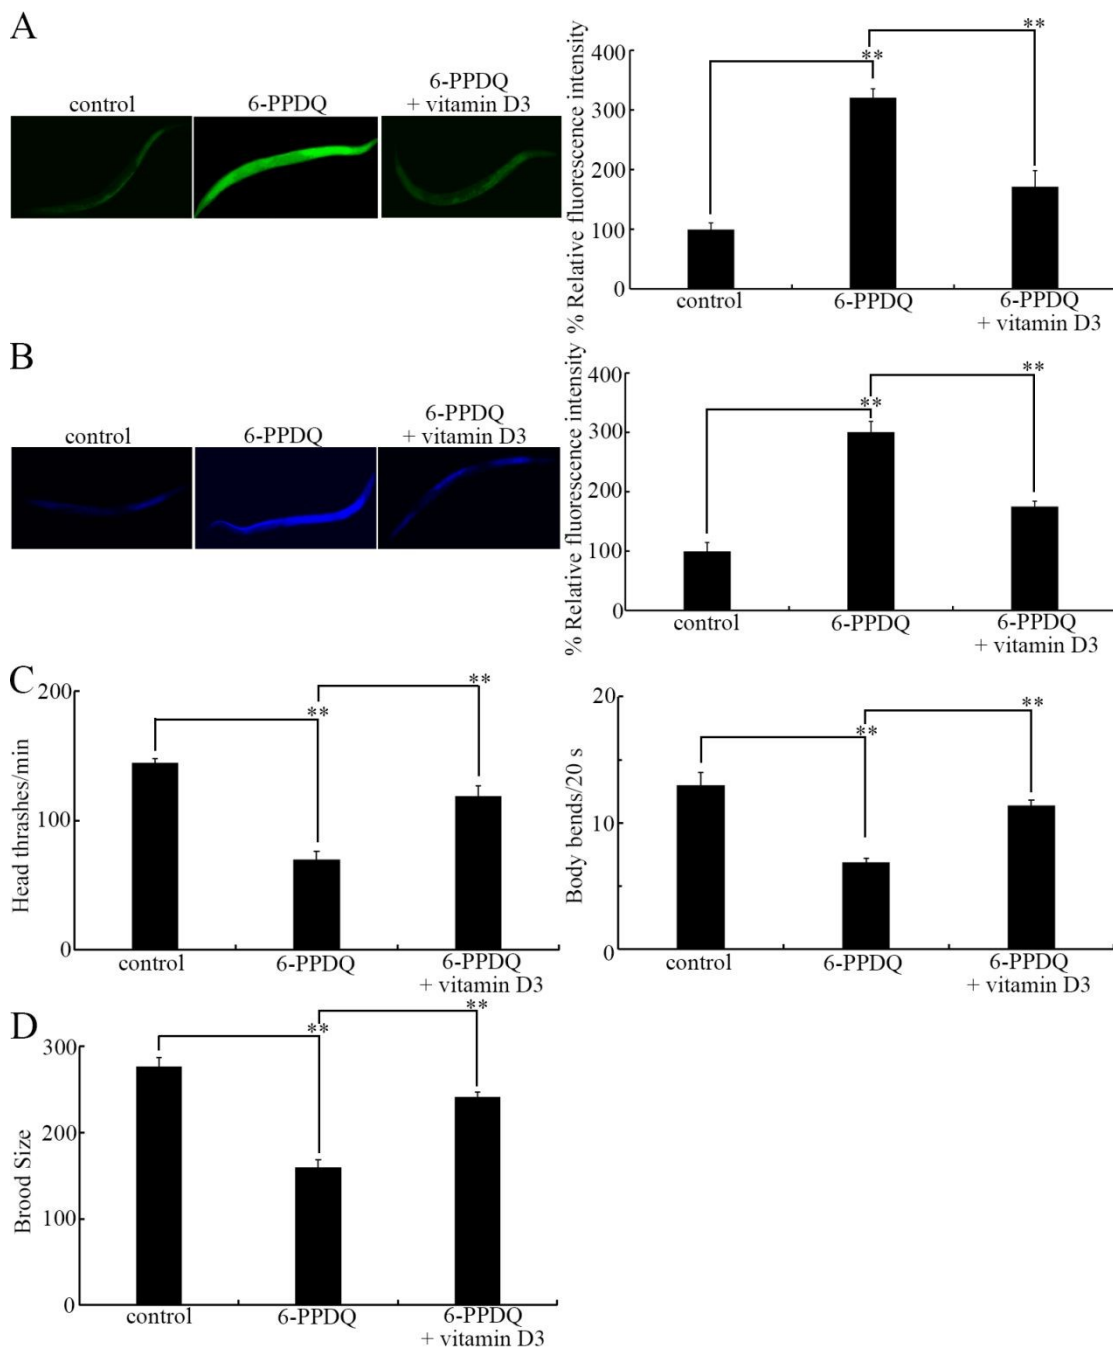 A
control
6-PPDQ
6-PPDQ
+ vitamin D3
% Relative fluorescence intensity
400
300
200
100
0
**
**
control
6-PPDQ
6-PPDQ
+ vitamin D3
B
control
6-PPDQ
6-PPDQ
+ vitamin D3
% Relative fluorescence intensity
400
300
200
100
0
**
**
control
6-PPDQ
6-PPDQ
+ vitamin D3
C
Head thrashes/min
200
100
0
**
**
control
6-PPDQ
6-PPDQ
+ vitamin D3
Body bends/20 s
20
10
0
**
**
control
6-PPDQ
6-PPDQ
+ vitamin D3
D
Brood Size
300
200
100
0
**
**
control
6-PPDQ
6-PPDQ
+ vitamin D3